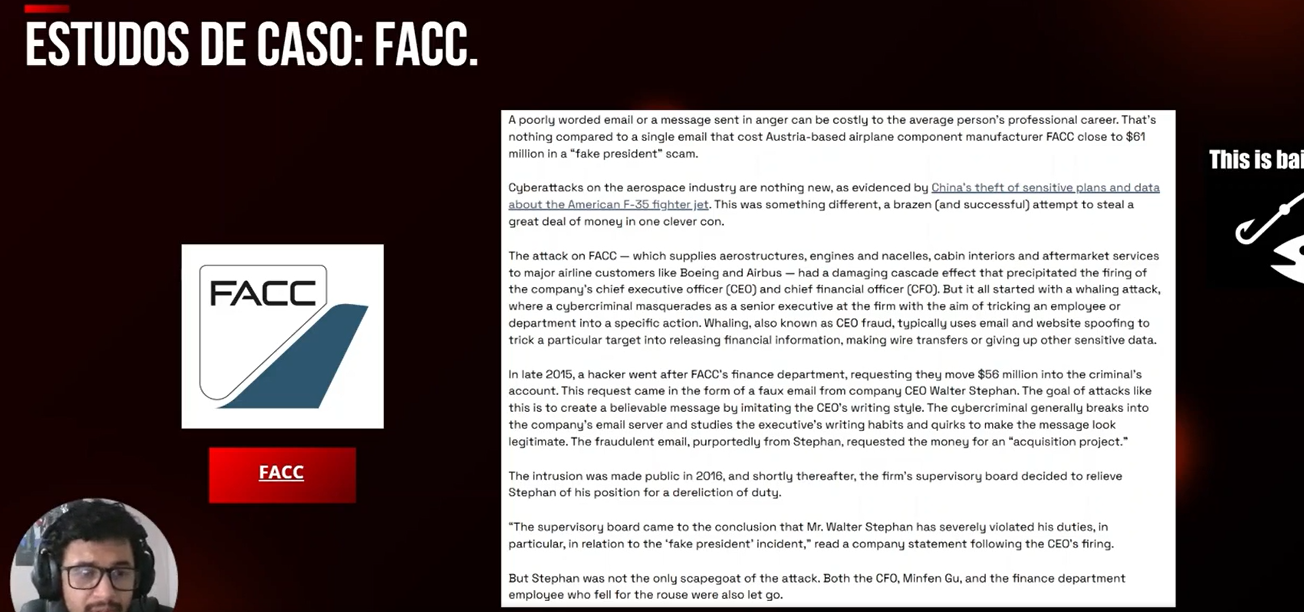 ESTUDOS DE CASO: FACC.
A poorly worded email or a message sent in anger can be costly to the average person's professional career. That's
nothing compared to a single email that cost Austria-based airplane component manufacturer FACC close to $61
million in a “fake president” scam.
Cyberattacks on the aerospace industry are nothing new, as evidenced by China's theft of sensitive plans and data
about the American F-35 fighter jet. This was something different, a brazen (and successful) attempt to steal a
great deal of money in one clever con.
The attack on FACC — which supplies aerostructures, engines and nacelles, cabin interiors and aftermarket services
to major airline customers like Boeing and Airbus — had a damaging cascade effect that precipitated the firing of
the company's chief executive officer (CEO) and chief financial officer (CFO). But it all started with a whaling attack,
where a cybercriminal masquerades as a senior executive at the firm with the aim of tricking an employee or
department into a specific action. Whaling, also known as CEO fraud, typically uses email and website spoofing to
trick a particular target into releasing financial information, making wire transfers or giving up other sensitive data.
In late 2015, a hacker went after FACC's finance department, requesting they move $56 million into the criminal's
account. This request came in the form of a faux email from company CEO Walter Stephan. The goal of attacks like
this is to create a believable message by imitating the CEO's writing style. The cybercriminal generally breaks into
the company's email server and studies the executive's writing habits and quirks to make the message look
legitimate. The fraudulent email, purportedly from Stephan, requested the money for an “acquisition project.”
The intrusion was made public in 2016, and shortly thereafter, the firm's supervisory board decided to relieve
Stephan of his position for a dereliction of duty.
“The supervisory board came to the conclusion that Mr. Walter Stephan has severely violated his duties, in
particular, in relation to the ‘fake president’ incident,” read a company statement following the CEO's firing.
But Stephan was not the only scapegoat of the attack. Both the CFO, Minfen Gu, and the finance department
employee who fell for the rouse were also let go.
FACC
FACC
This is bai